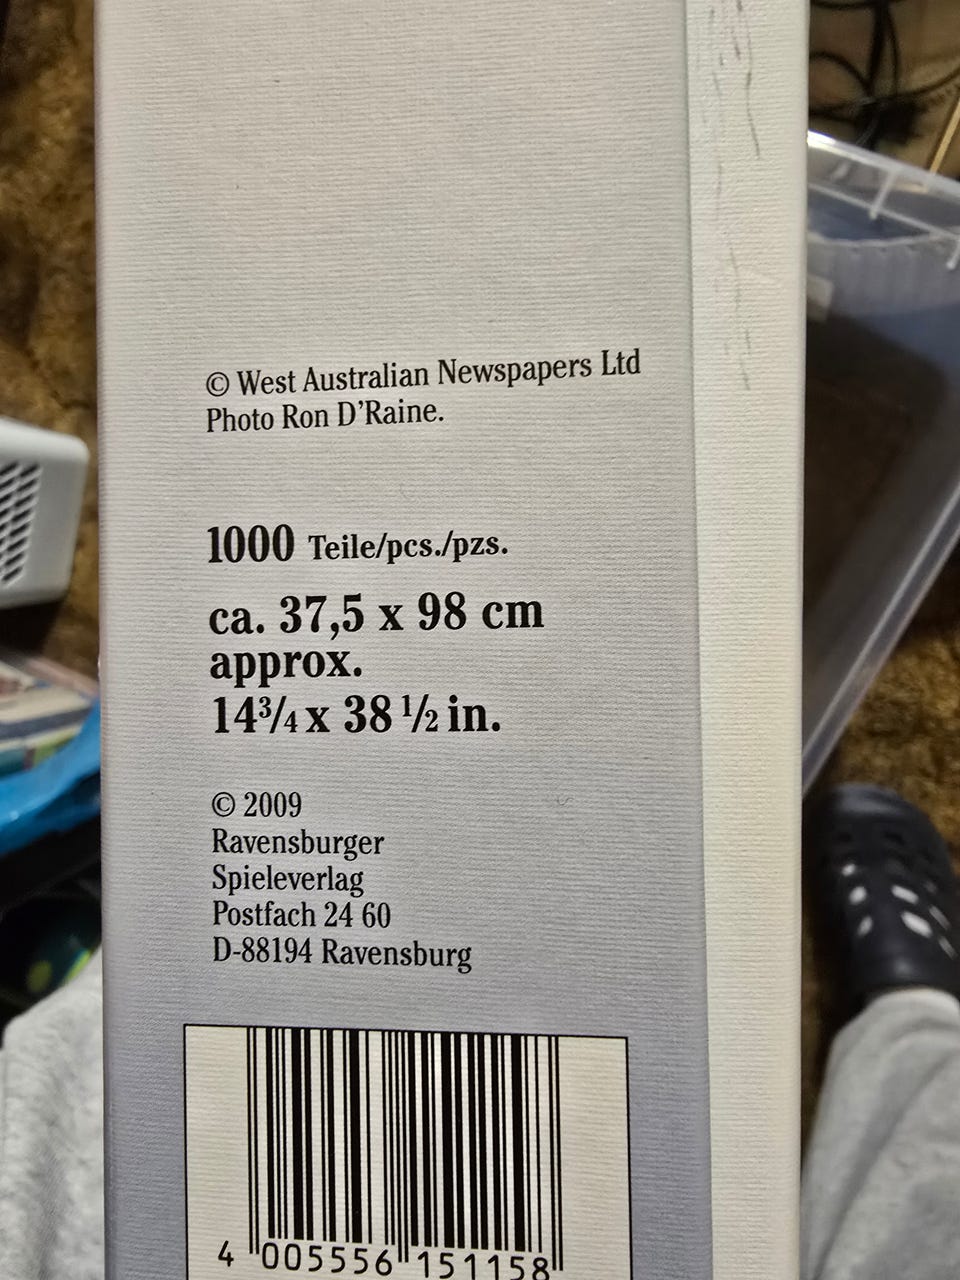 © West Australian Newspapers Ltd
Photo Ron D'Raine.
1000 Teile/pcs./pzs.
ca. 37,5 x 98 cm
approx.
14¾ x 38 ½ in.
© 2009
Ravensburger
Spieleverlag
Postfach 24 60
D-88194 Ravensburg
4 005556 151158